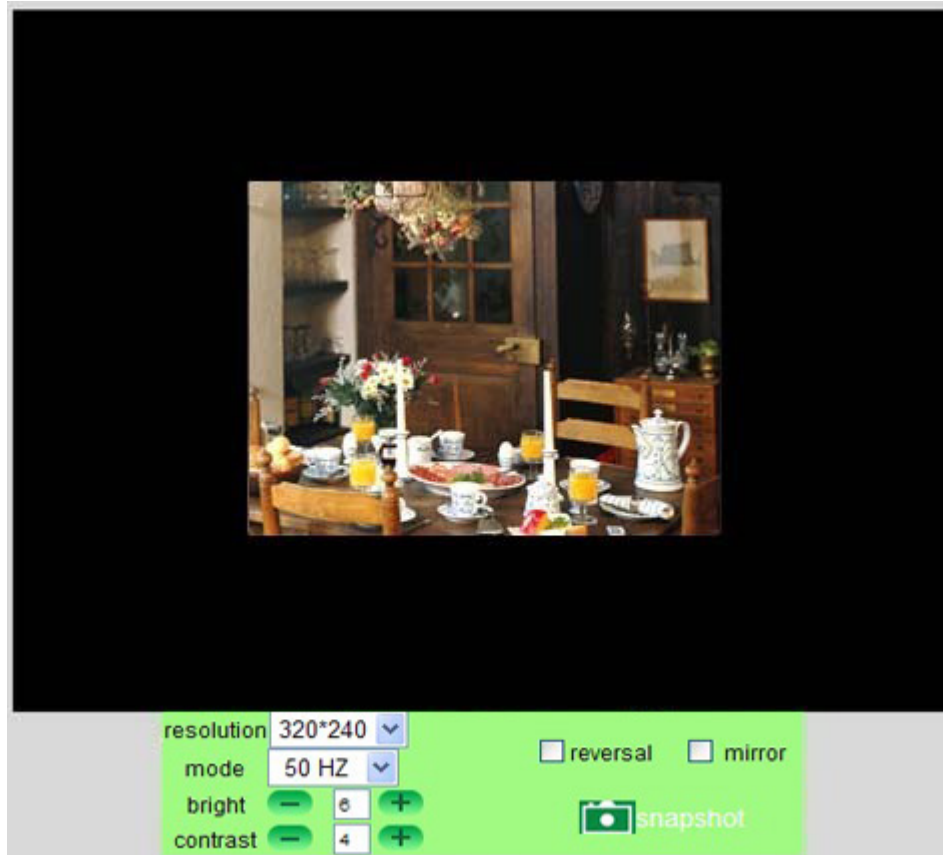 resolution 320*240
mode 50 HZ
bright 6
contrast 4
reversal mirror
snapshot